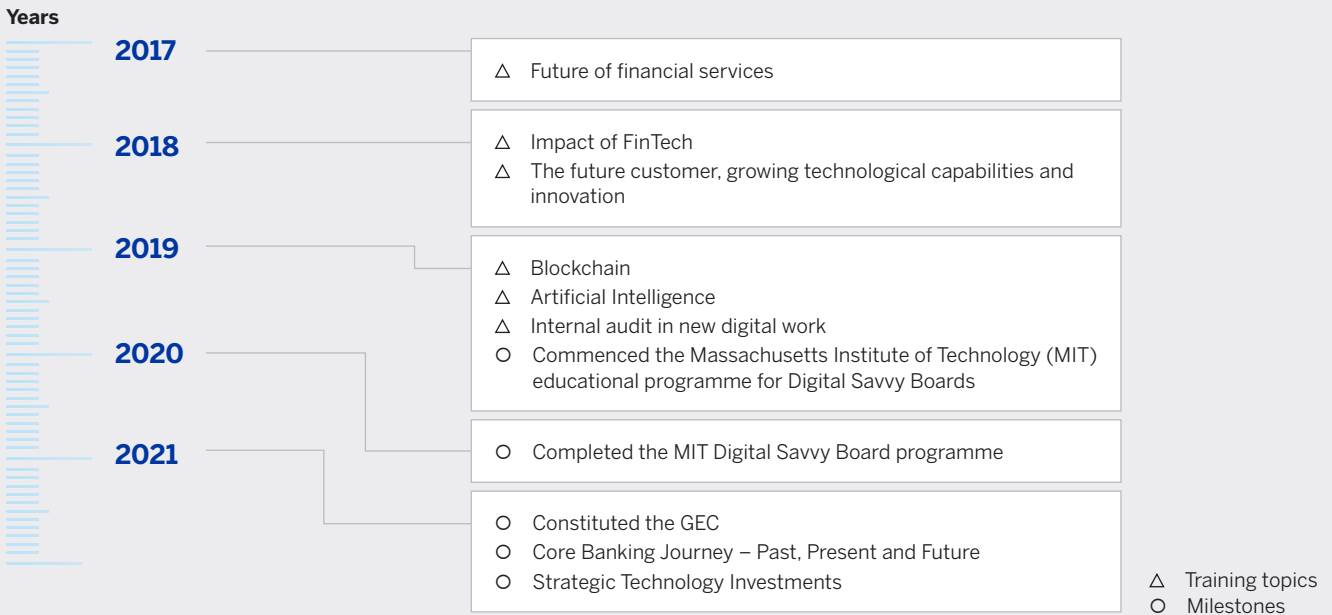 Years
2017
△ Future of financial services
2018
△ Impact of FinTech
△ The future customer, growing technological capabilities and
innovation
2019
△ Blockchain
△ Artificial Intelligence
△ Internal audit in new digital work
○ Commenced the Massachusetts Institute of Technology (MIT)
educational programme for Digital Savvy Boards
2020
○ Completed the MIT Digital Savvy Board programme
2021
○ Constituted the GEC
○ Core Banking Journey – Past, Present and Future
○ Strategic Technology Investments
△ Training topics
○ Milestones